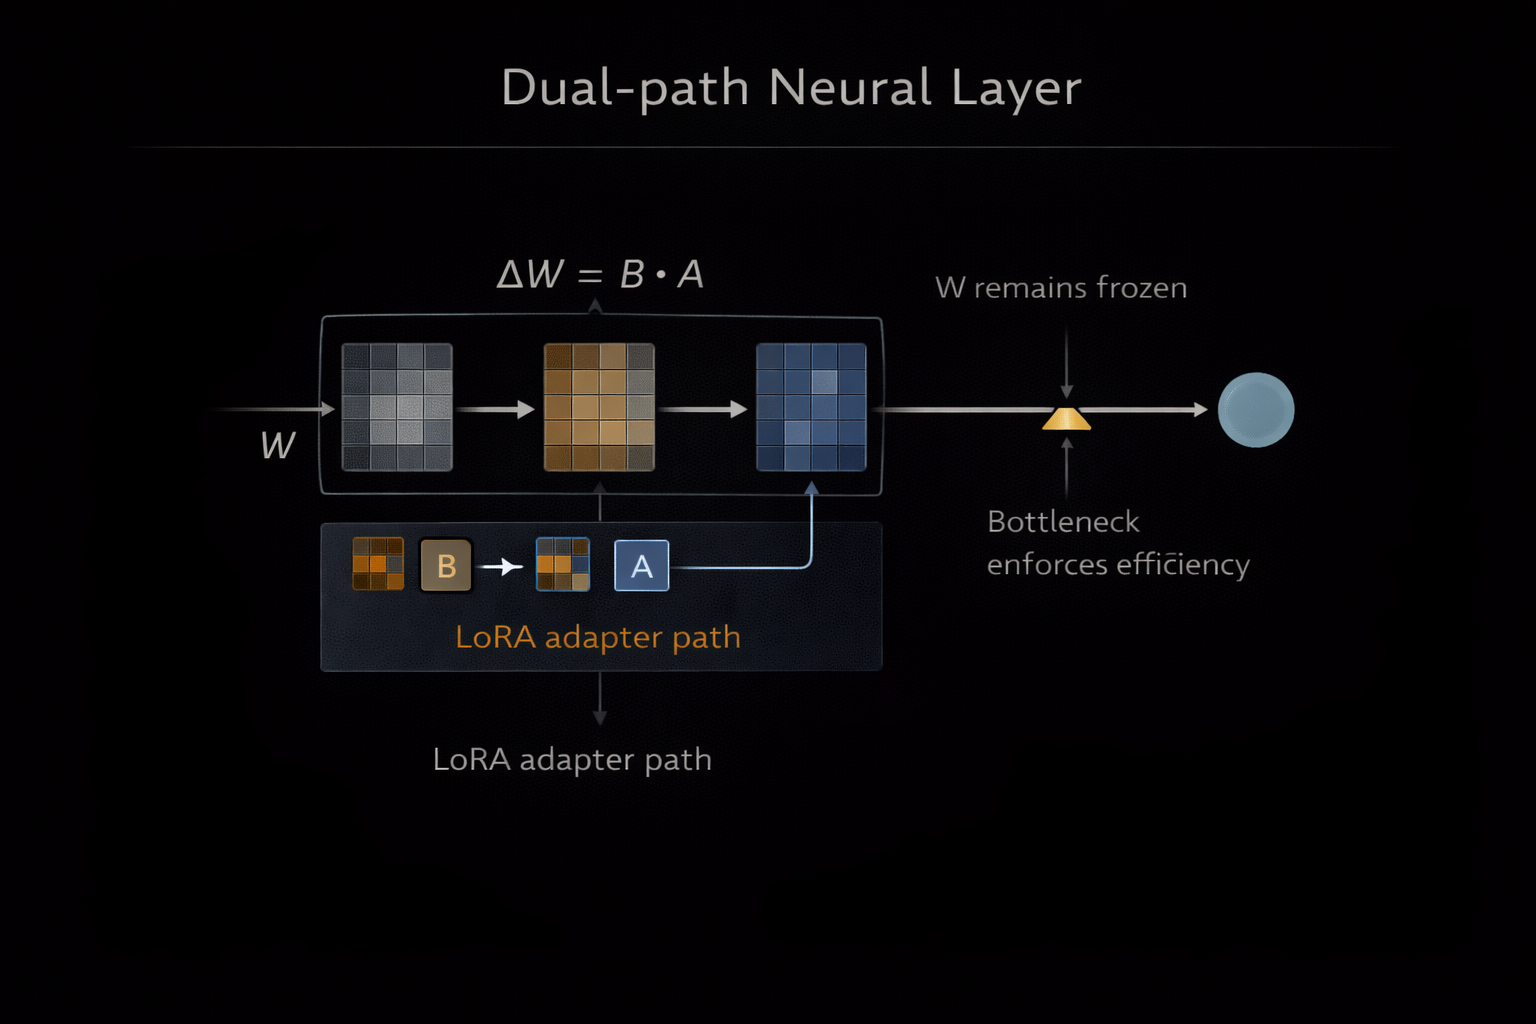 Dual-path Neural Layer
ΔW = B • A
W remains frozen
W
B
A
Bottleneck
enforces efficiency
LoRA adapter path
LoRA adapter path